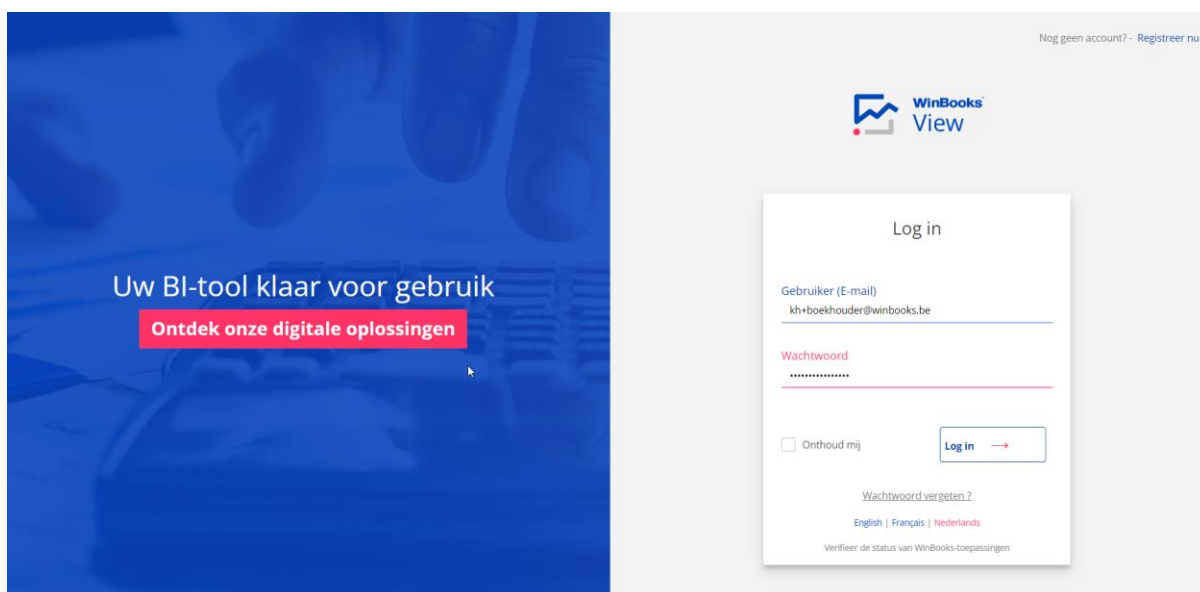 Nog geen account? - Registreer nu
WinBooks
View
Uw BI-tool klaar voor gebruik
Ontdek onze digitale oplossingen
Log in
Gebruiker (E-mail)
kh+boekhouder@winbooks.be
Wachtwoord
••••••••••••••••
Onthoud mij
Log in →
Wachtwoord vergeten ?
English | Français | Nederlands
Verifieer de status van WinBooks-toepassingen